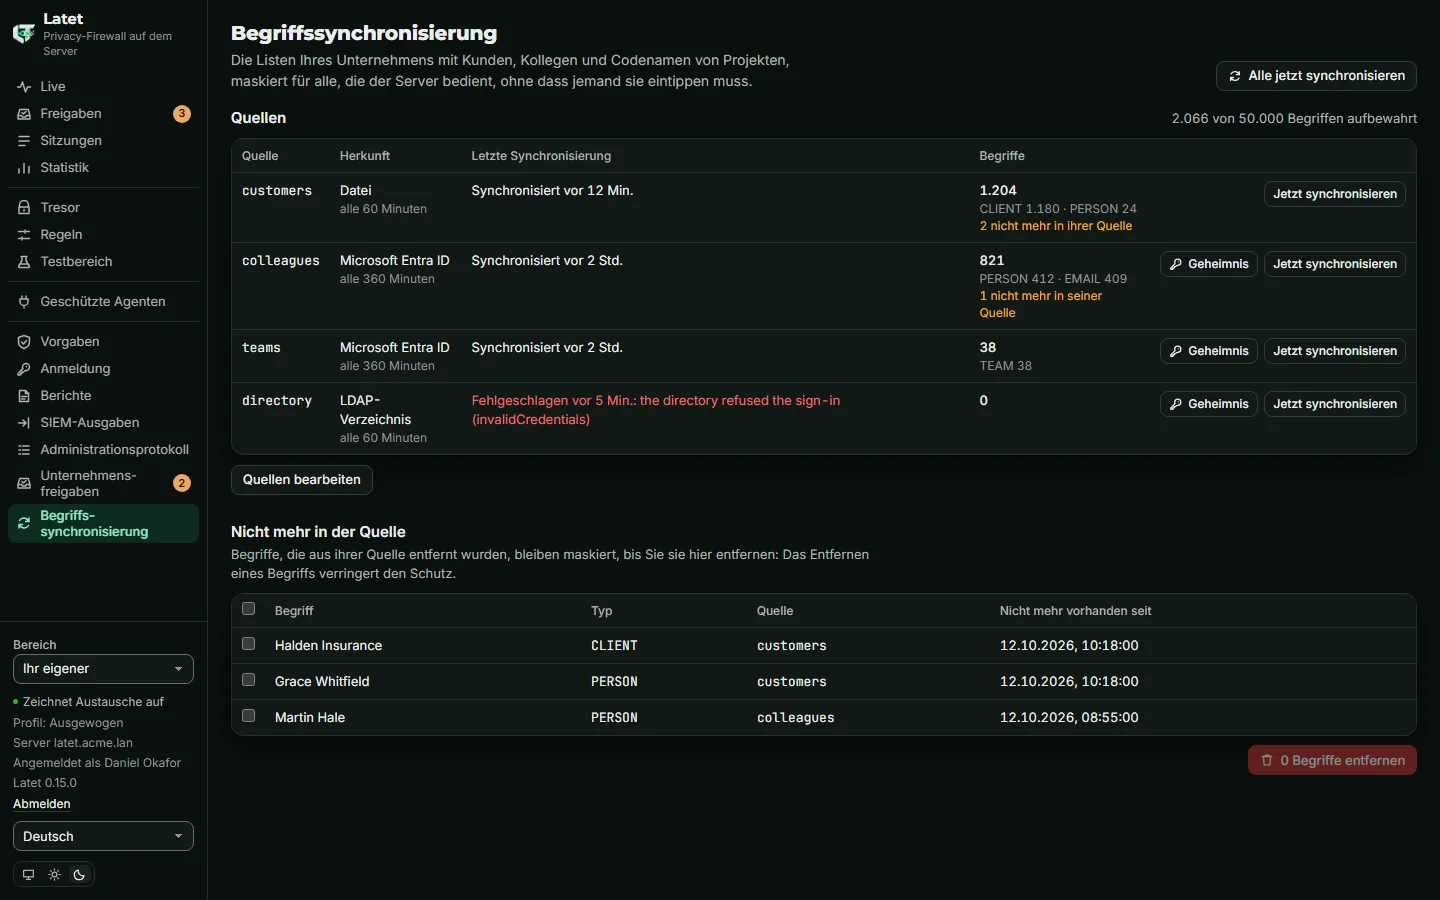 Latet
Privacy-Firewall auf dem
Server
Live
Freigaben 3
Sitzungen
Statistik
Tresor
Regeln
Testbereich
Geschützte Agenten
Vorgaben
Anmeldung
Berichte
SIEM-Ausgaben
Administrationsprotokoll
Unternehmens-
freigaben 2
Begriffs-
synchronisierung
Bereich
Ihr eigener
Zeichnet Austausche auf
Profil: Ausgewogen
Server latet.acme.lan
Angemeldet als Daniel Okafor
Latet 0.15.0
Abmelden
Deutsch
Begriffssynchronisierung
Die Listen Ihres Unternehmens mit Kunden, Kollegen und Codenamen von Projekten,
maskiert für alle, die der Server bedient, ohne dass jemand sie eintippen muss.
Alle jetzt synchronisieren
Quellen
2.066 von 50.000 Begriffen aufbewahrt
Quelle Herkunft Letzte Synchronisierung Begriffe
customers Datei Synchronisiert vor 12 Min. 1.204 Jetzt synchronisieren
alle 60 Minuten CLIENT 1.180 · PERSON 24
2 nicht mehr in ihrer Quelle
colleagues Microsoft Entra ID Synchronisiert vor 2 Std. 821 Geheimnis Jetzt synchronisieren
alle 360 Minuten PERSON 412 · EMAIL 409
1 nicht mehr in seiner
Quelle
teams Microsoft Entra ID Synchronisiert vor 2 Std. 38 Geheimnis Jetzt synchronisieren
alle 360 Minuten TEAM 38
directory LDAP- Fehlgeschlagen vor 5 Min.: the directory refused the sign-in 0 Geheimnis Jetzt synchronisieren
Verzeichnis (invalidCredentials)
alle 60 Minuten
Quellen bearbeiten
Nicht mehr in der Quelle
Begriffe, die aus ihrer Quelle entfernt wurden, bleiben maskiert, bis Sie sie hier entfernen: Das Entfernen
eines Begriffs verringert den Schutz.
Begriff Typ Quelle Nicht mehr vorhanden seit
Halden Insurance CLIENT customers 12.10.2026, 10:18:00
Grace Whitfield PERSON customers 12.10.2026, 10:18:00
Martin Hale PERSON colleagues 12.10.2026, 08:55:00
0 Begriffe entfernen